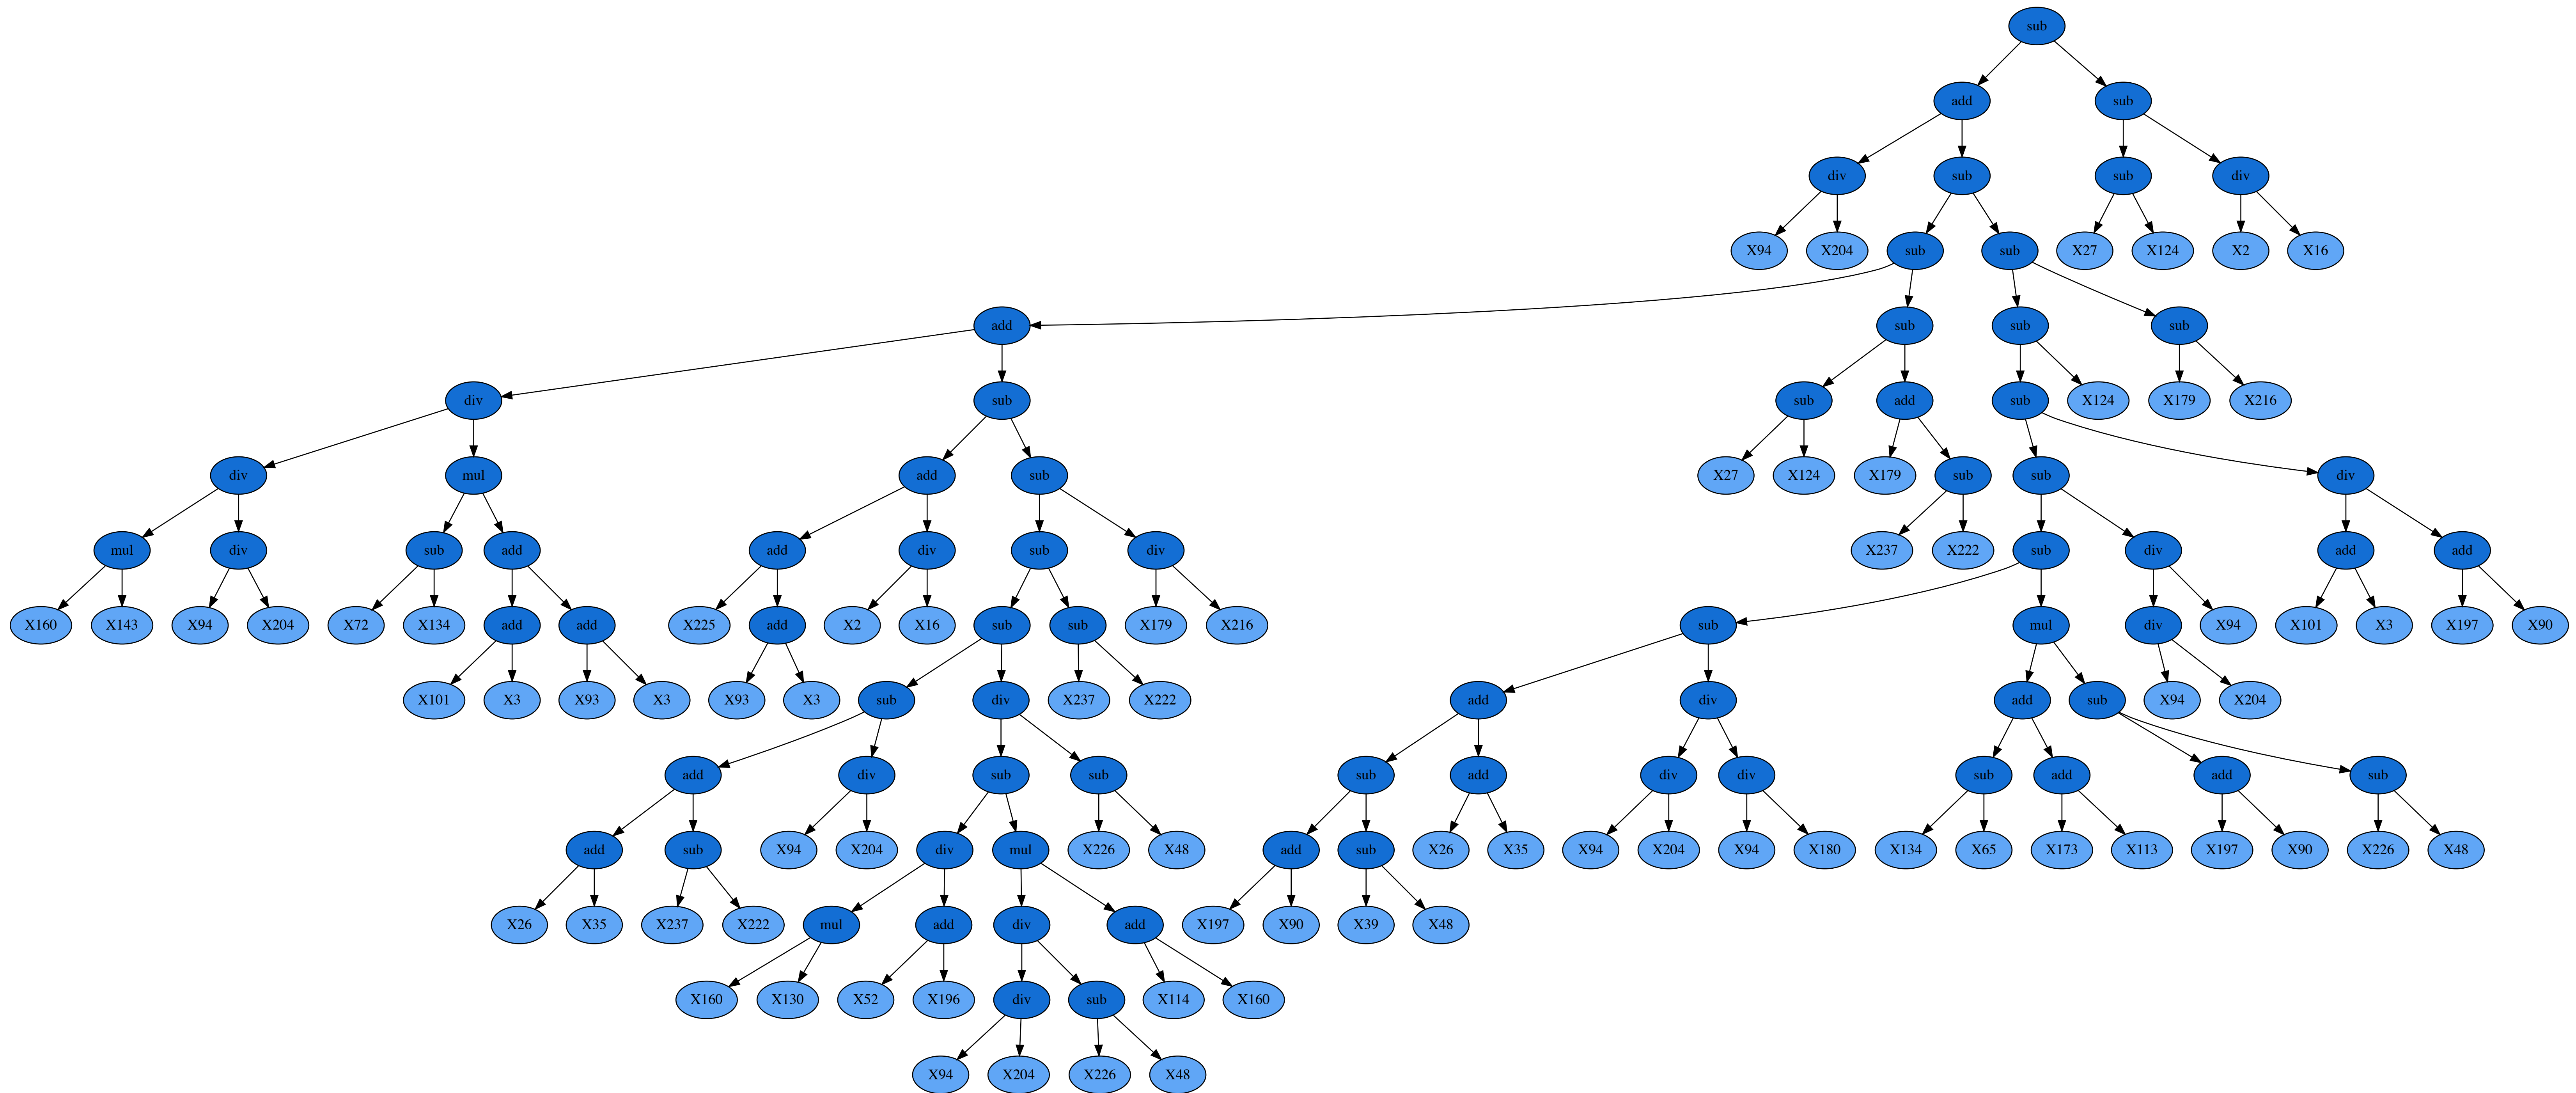 sub
add sub
div sub sub div
X94 X204 sub sub X27 X124 X2 X16
add sub sub sub
div sub sub add sub X124 X179 X216
div mul add sub X27 X124 X179 sub sub div
mul div sub add add div sub div X237 X222 sub div add add
X160 X143 X94 X204 X72 X134 add add X225 add X2 X16 sub sub X179 X216 sub mul div X94 X101 X3 X197 X90
X101 X3 X93 X3 X93 X3 sub div X237 X222 add div add sub X94 X204
add div sub sub sub add div div sub add add sub
add sub X94 X204 div mul X226 X48 add sub X26 X35 X94 X204 X94 X180 X134 X65 X173 X113 X197 X90 X226 X48
X26 X35 X237 X222 mul add div add X197 X90 X39 X48
X160 X130 X52 X196 div sub X114 X160
X94 X204 X226 X48